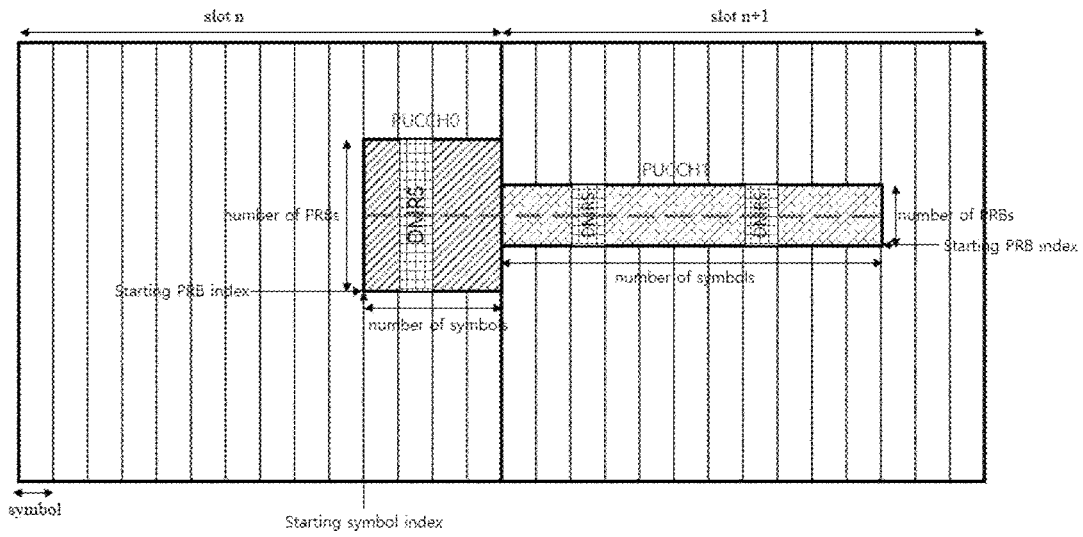 slot n
slot n+1
PUCCH0
PUCCH1
number of PRBs
DMRS
DMRS
DMRS
number of PRBs
Starting PRB index
number of symbols
Starting PRB index
number of symbols
symbol
Starting symbol index